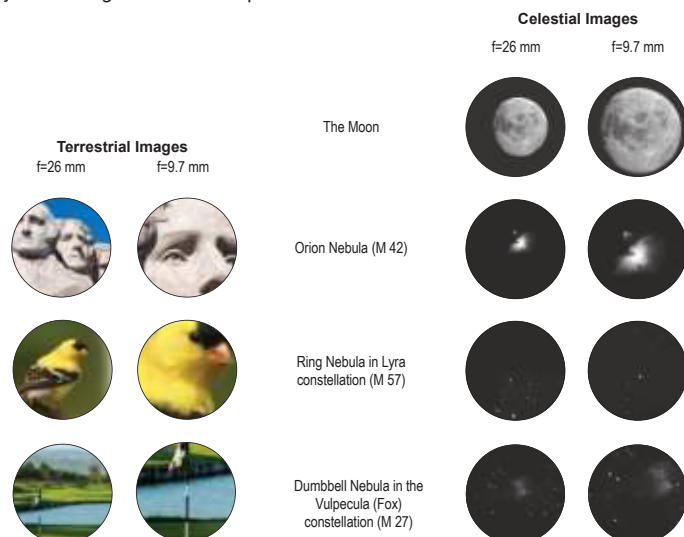 Celestial Images
f=26 mm f=9.7 mm
The Moon
Terrestrial Images
f=26 mm f=9.7 mm
Orion Nebula (M 42)
Ring Nebula in Lyra
constellation (M 57)
Dumbbell Nebula in the
Vulpecula (Fox)
constellation (M 27)